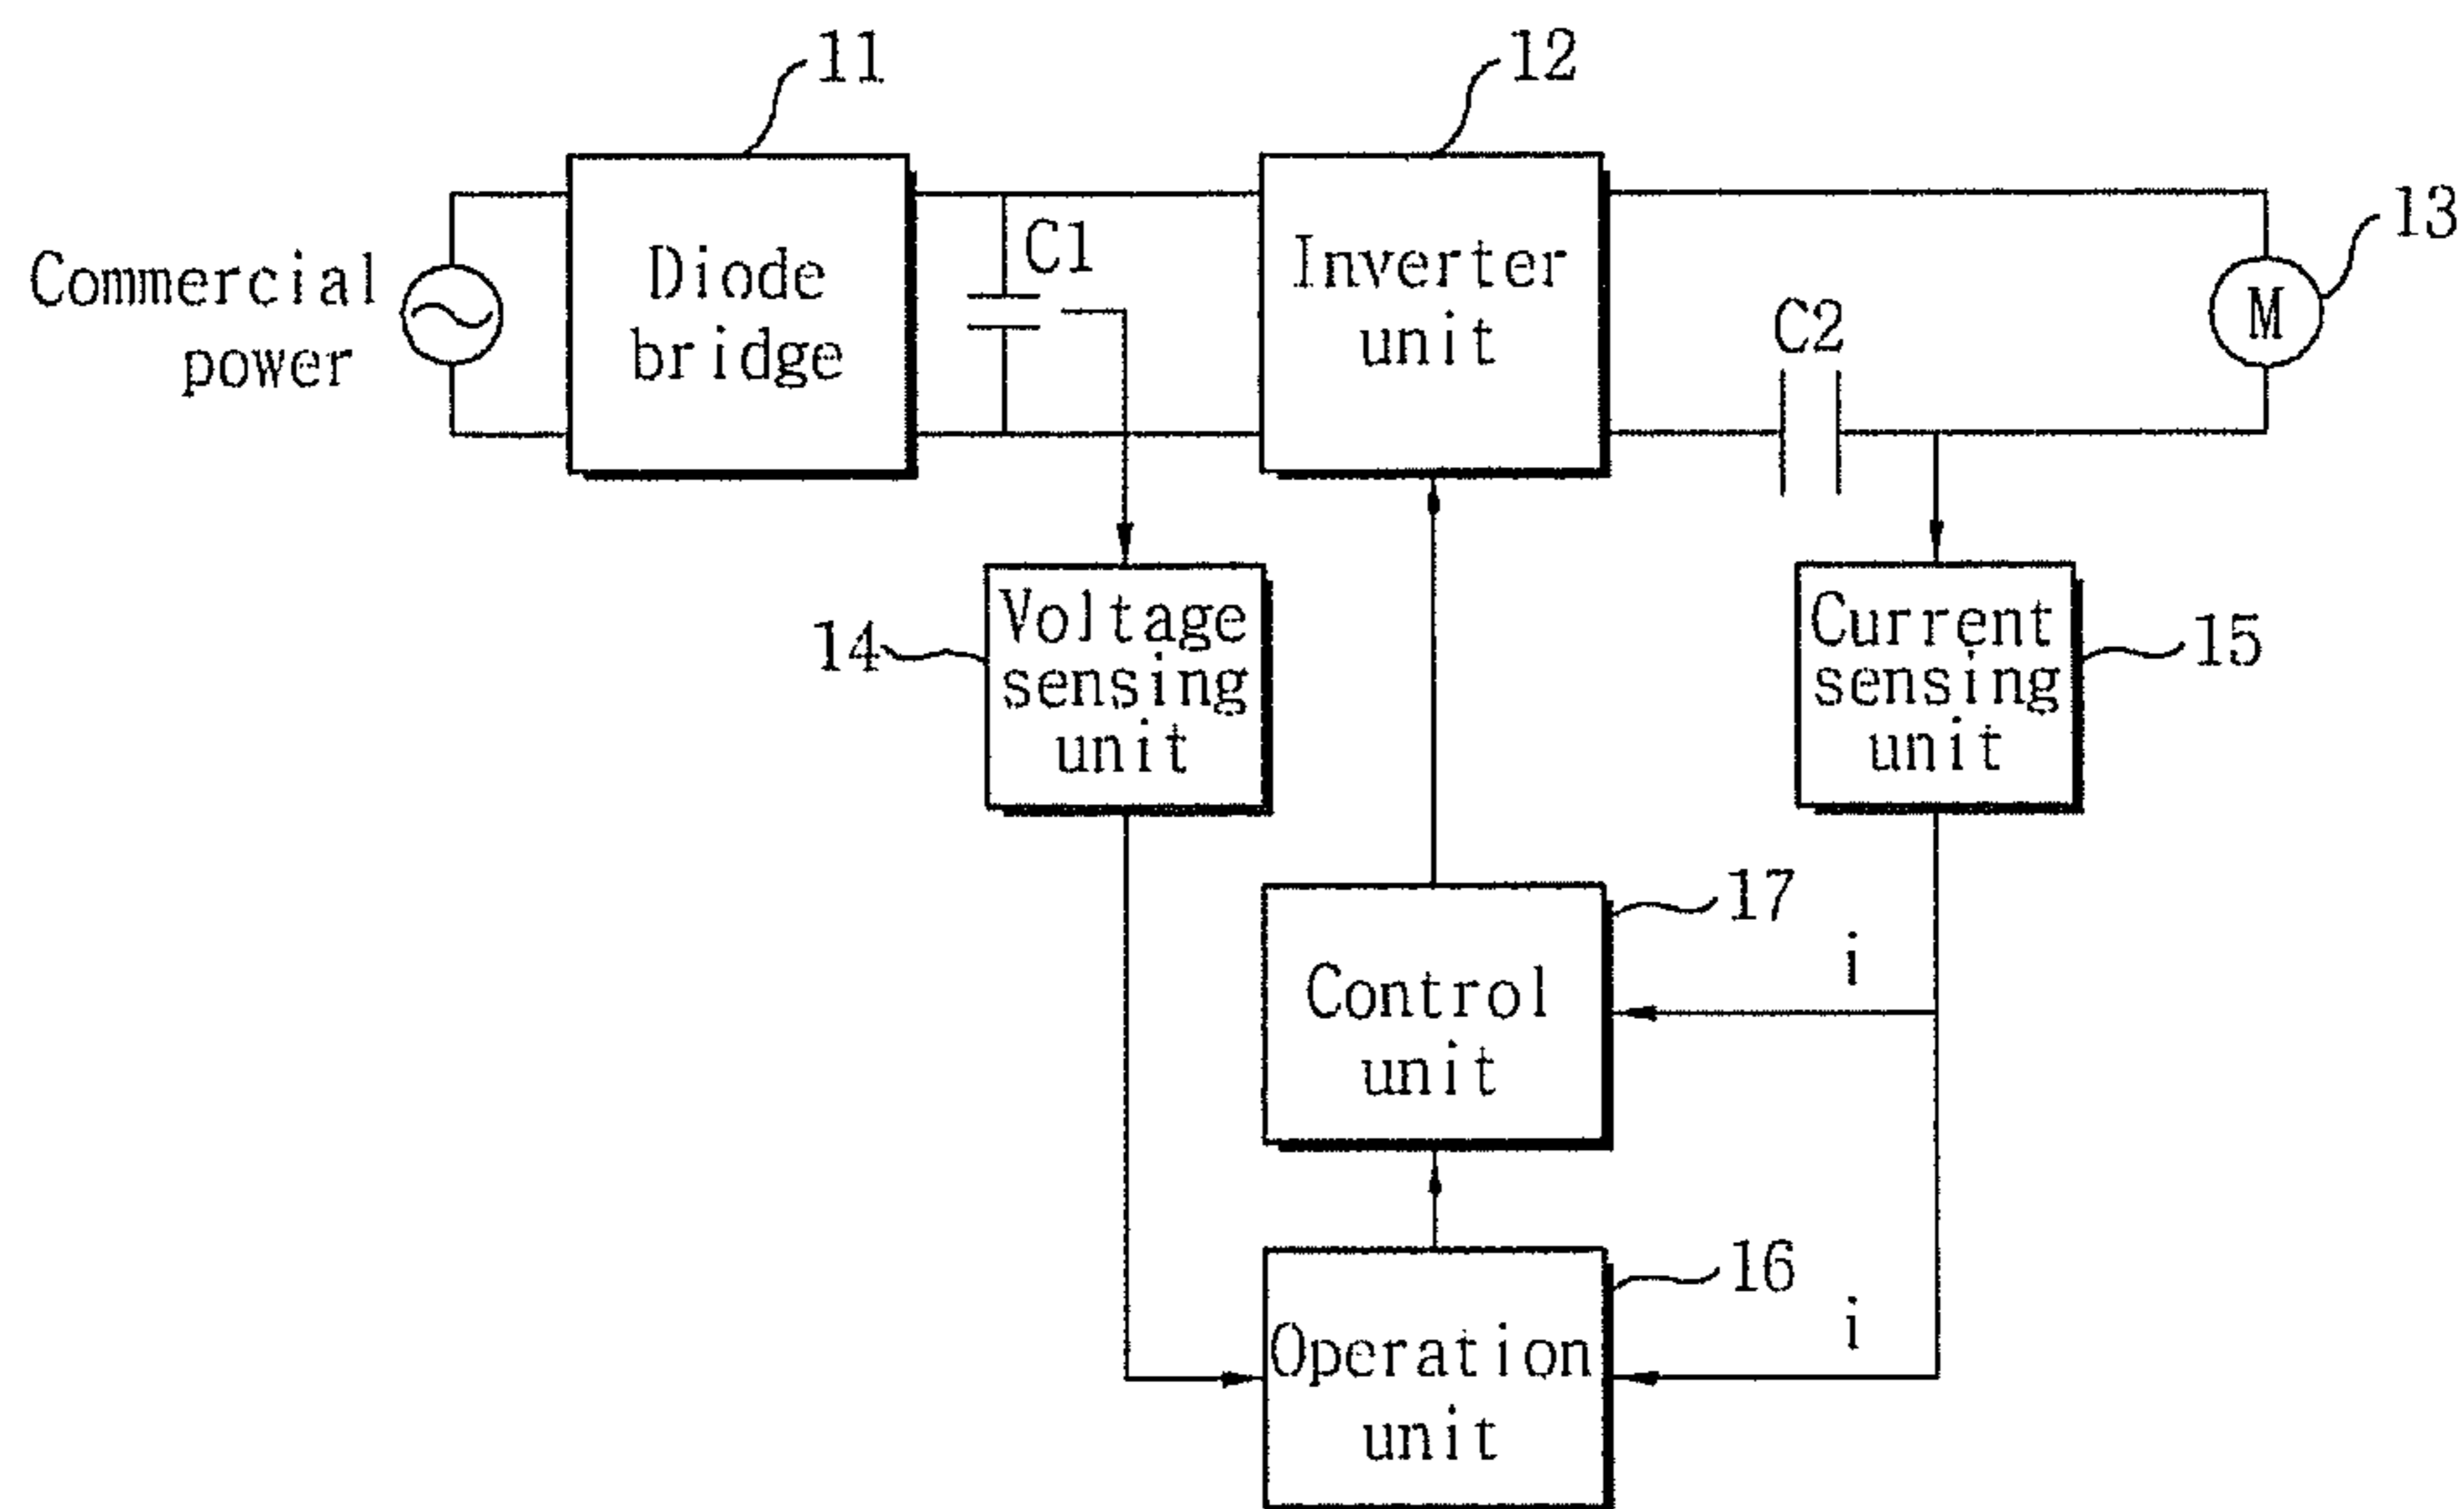 11
12
13
Commercial
power
Diode
bridge
C1
Inverter
unit
C2
M
14
Voltage
sensing
unit
Current
sensing
unit
15
17
Control
unit
i
16
Operation
unit
i